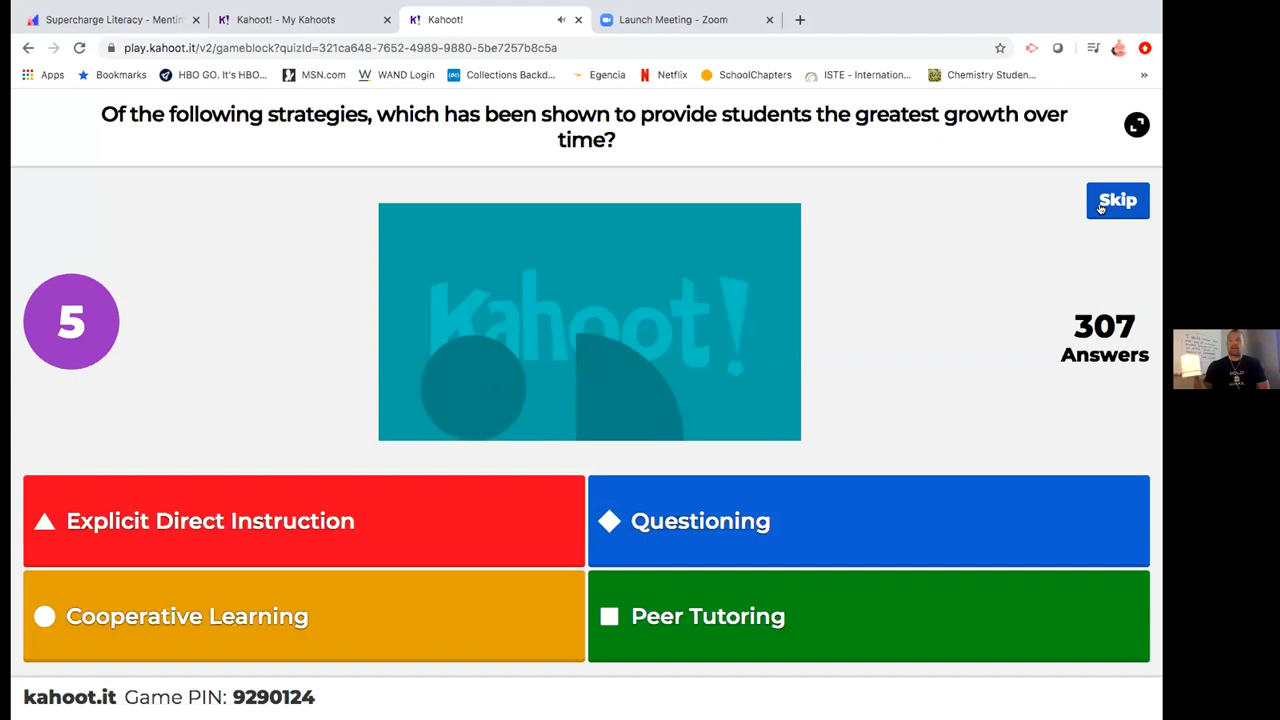 Supercharge Literacy - Mentin
Kahoot! - My Kahoots
Kahoot!
Launch Meeting - Zoom
play.kahoot.it/v2/gameblock?quizId=321ca648-7652-4989-9880-5be7257b8c5a
Apps Bookmarks HBO GO. It's HBO... MSN.com WAND Login Collections Backd... Egencia Netflix SchoolChapters ISTE - Internation... Chemistry Studen... »
Of the following strategies, which has been shown to provide students the greatest growth over
time?
Skip
Kahoot!
5
307
Answers
Explicit Direct Instruction
Questioning
Cooperative Learning
Peer Tutoring
kahoot.it Game PIN: 9290124